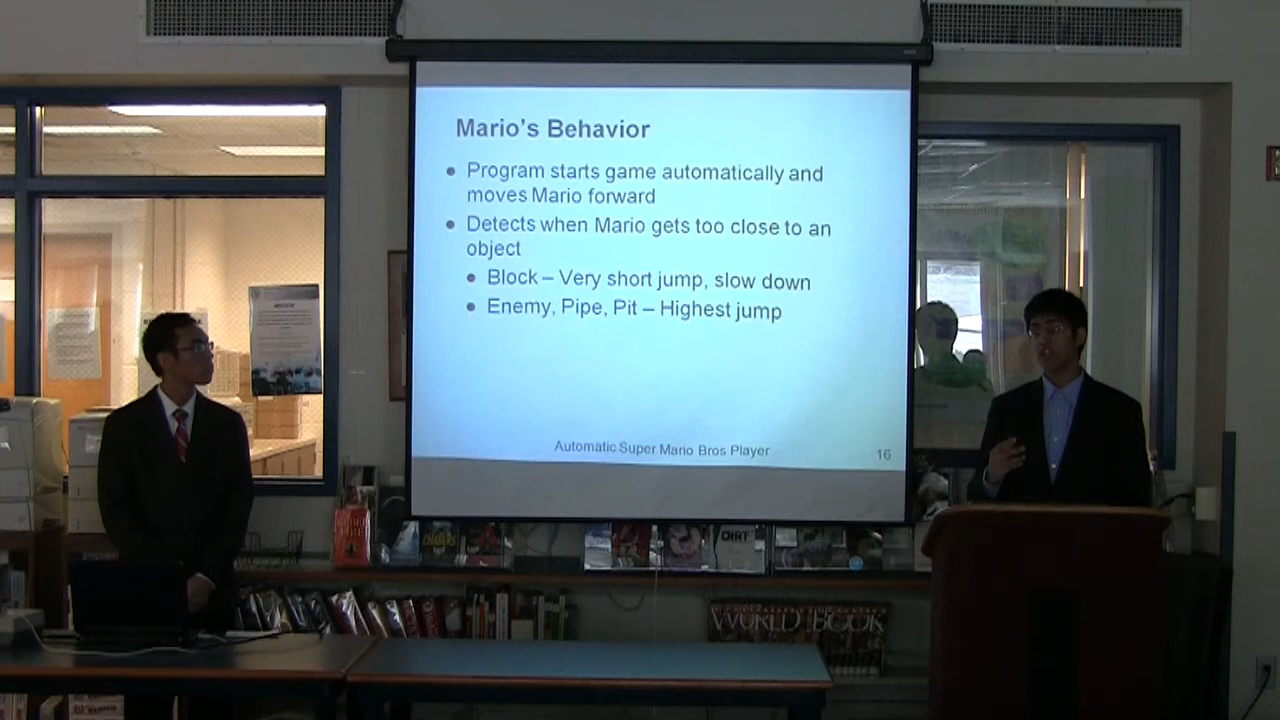 Mario's Behavior
Program starts game automatically and
moves Mario forward
Detects when Mario gets too close to an
object
Block – Very short jump, slow down
Enemy, Pipe, Pit – Highest jump
Automatic Super Mario Bros Player
16
DIRT
WORLD BOOK